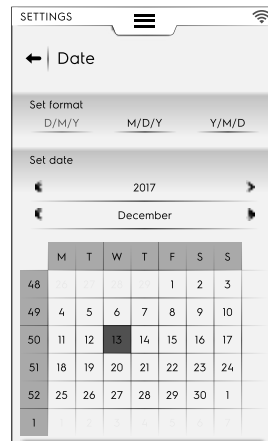 SETTINGS
Date
Set format
D/M/Y M/D/Y Y/M/D
Set date
2017
December
M T W T F S S
48 1 2 3
49 4 5 6 7 8 9 10
50 11 12 13 14 15 16 17
51 18 19 20 21 22 23 24
52 25 26 27 28 29 30 1
1